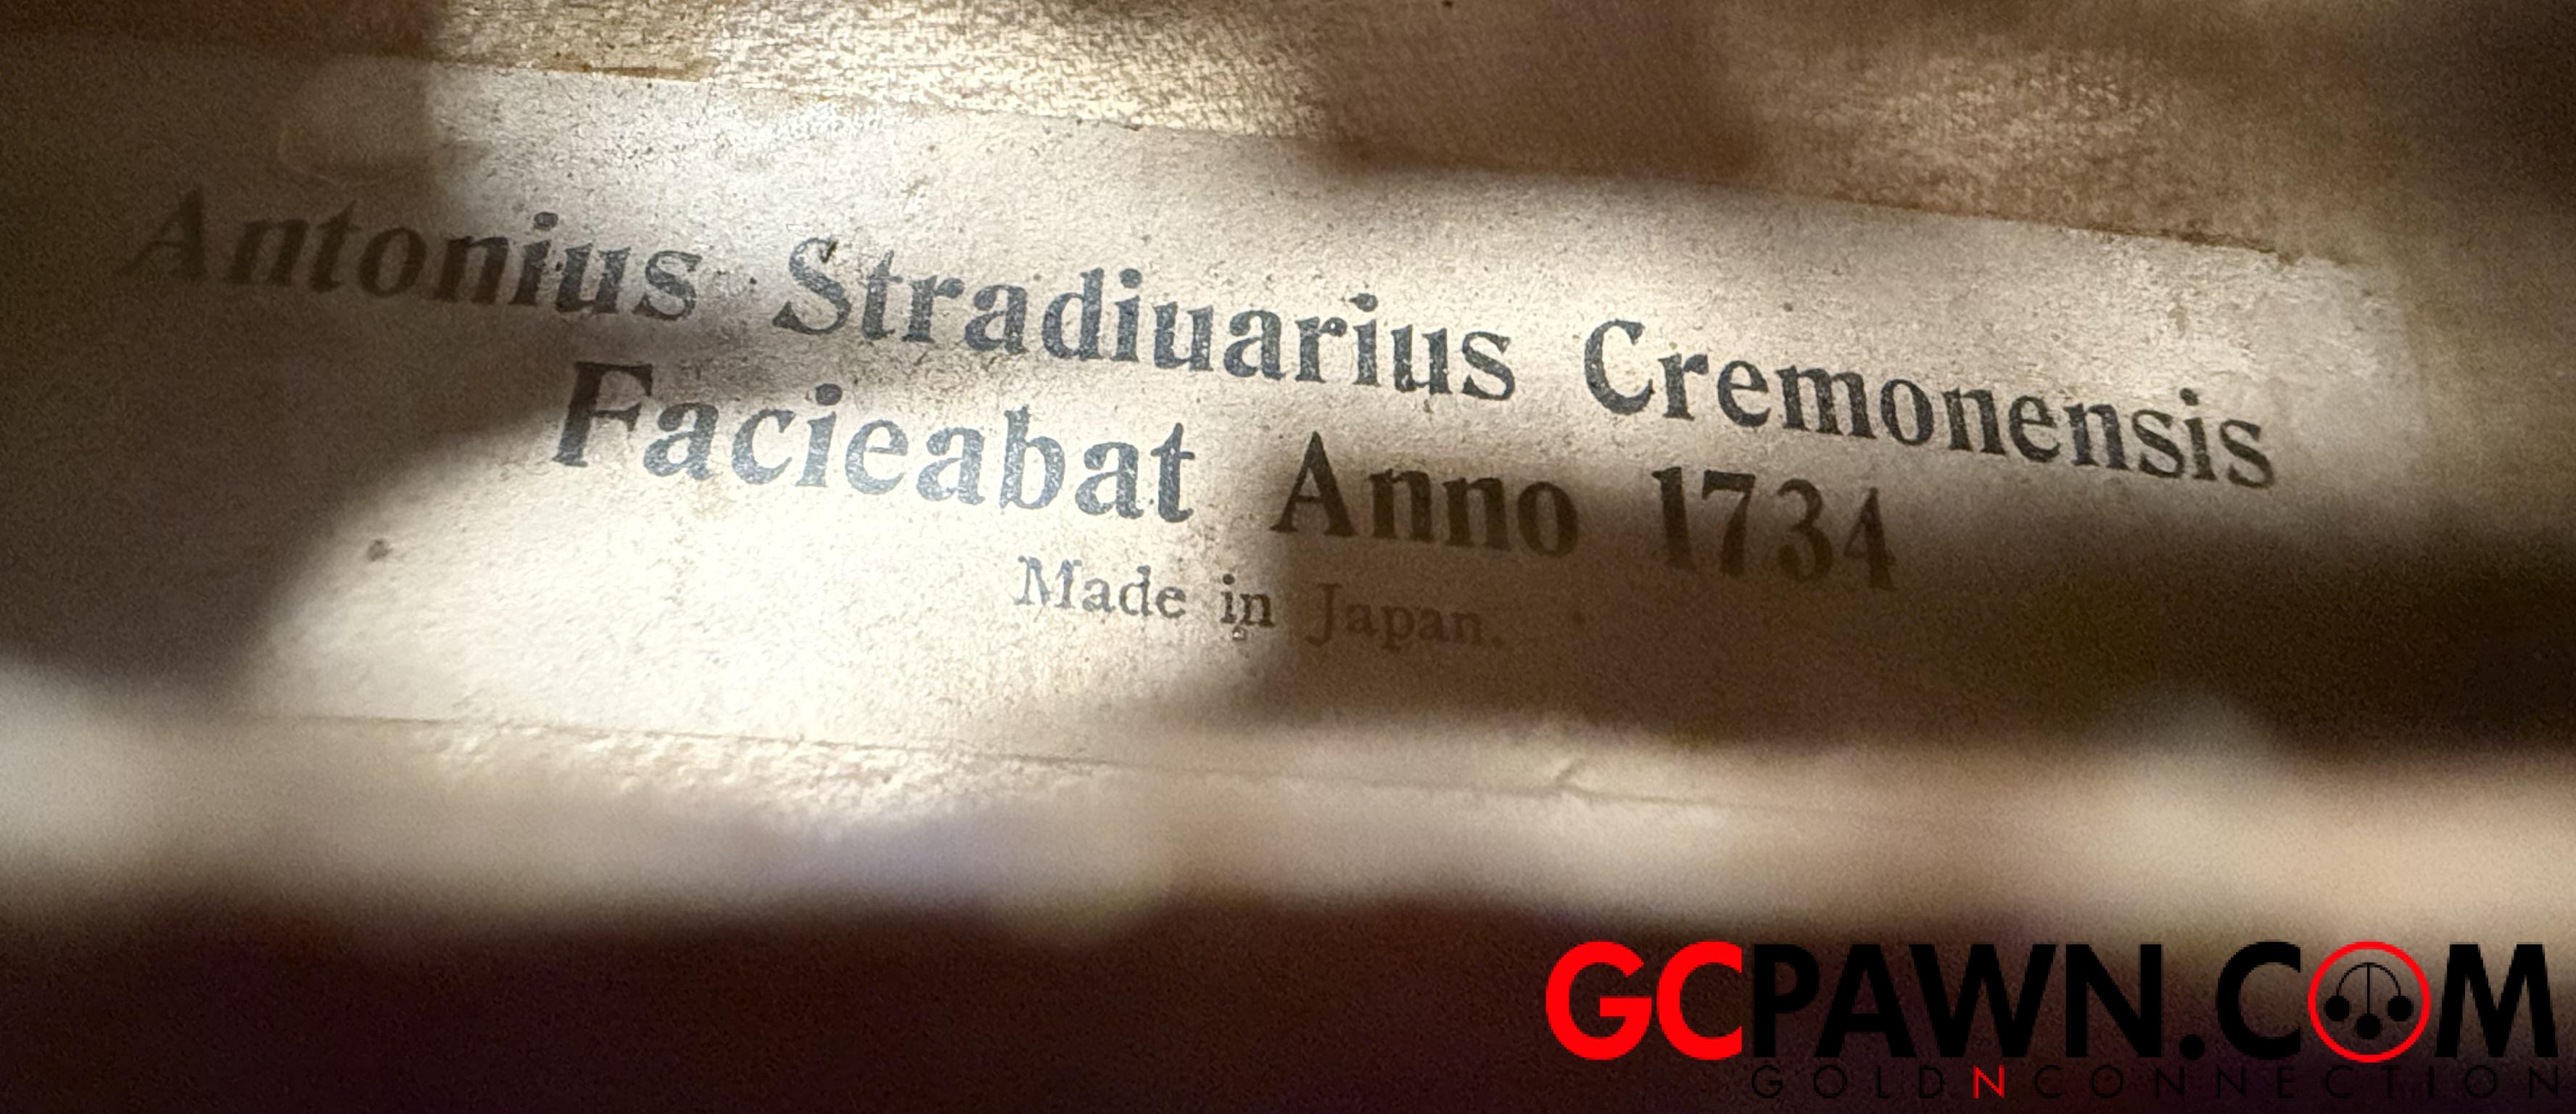 Antonius Stradiuarius Cremonensis
Facieabat Anno 1734
Made in Japan.
GCPAWN.COM
GOLDNCONNECTION